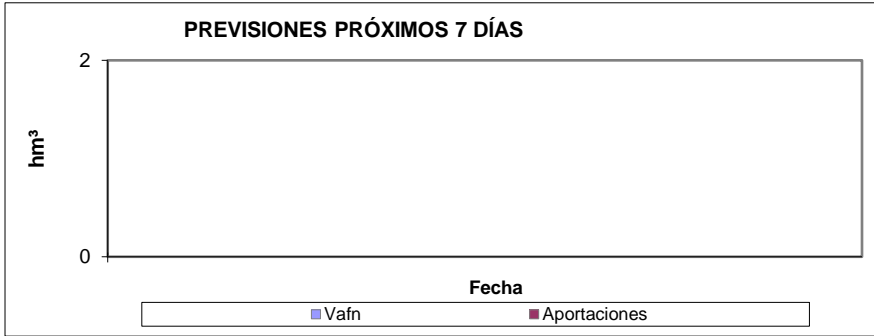 PREVISIONES PRÓXIMOS 7 DÍAS
2
hm³
0
Fecha
Vafn Aportaciones